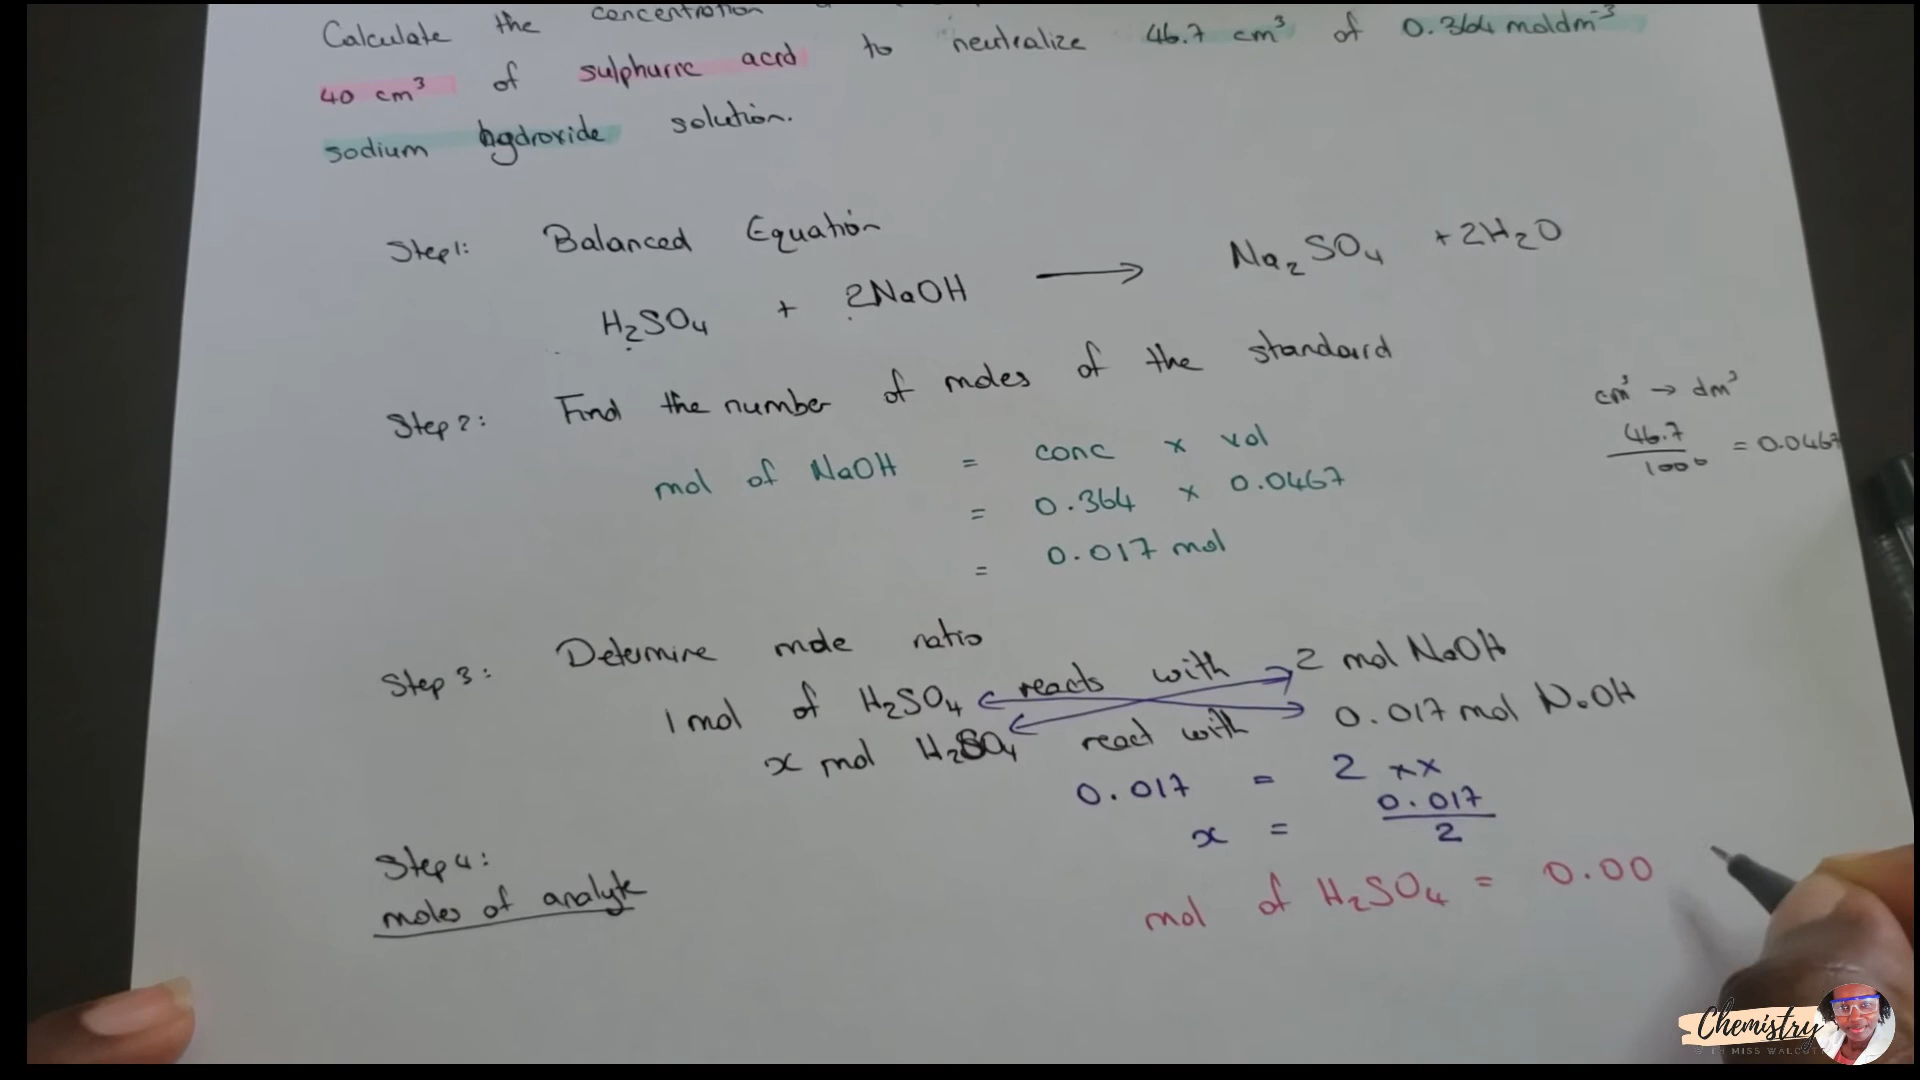 Calculate the concentration
40 cm³ of sulphuric acid to neutralize 46.7 cm³ of 0.364 moldm⁻³
sodium hydroxide solution.
Step 1: Balanced Equation
H₂SO₄ + 2NaOH → Na₂SO₄ + 2H₂O
Step 2: Find the number of moles of the standard
cm³ → dm³
46.7
1000 = 0.0467
mol of NaOH = conc x vol
= 0.364 x 0.0467
= 0.017 mol
Step 3: Determine mole ratio
1 mol of H₂SO₄ reacts with 2 mol NaOH
x mol H₂SO₄ react with 0.017 mol NaOH
0.017 = 2 x x
x = 0.017
2
Step 4:
moles of analyte
mol of H₂SO₄ = 0.00
Chemistry
MISS WALCOTT